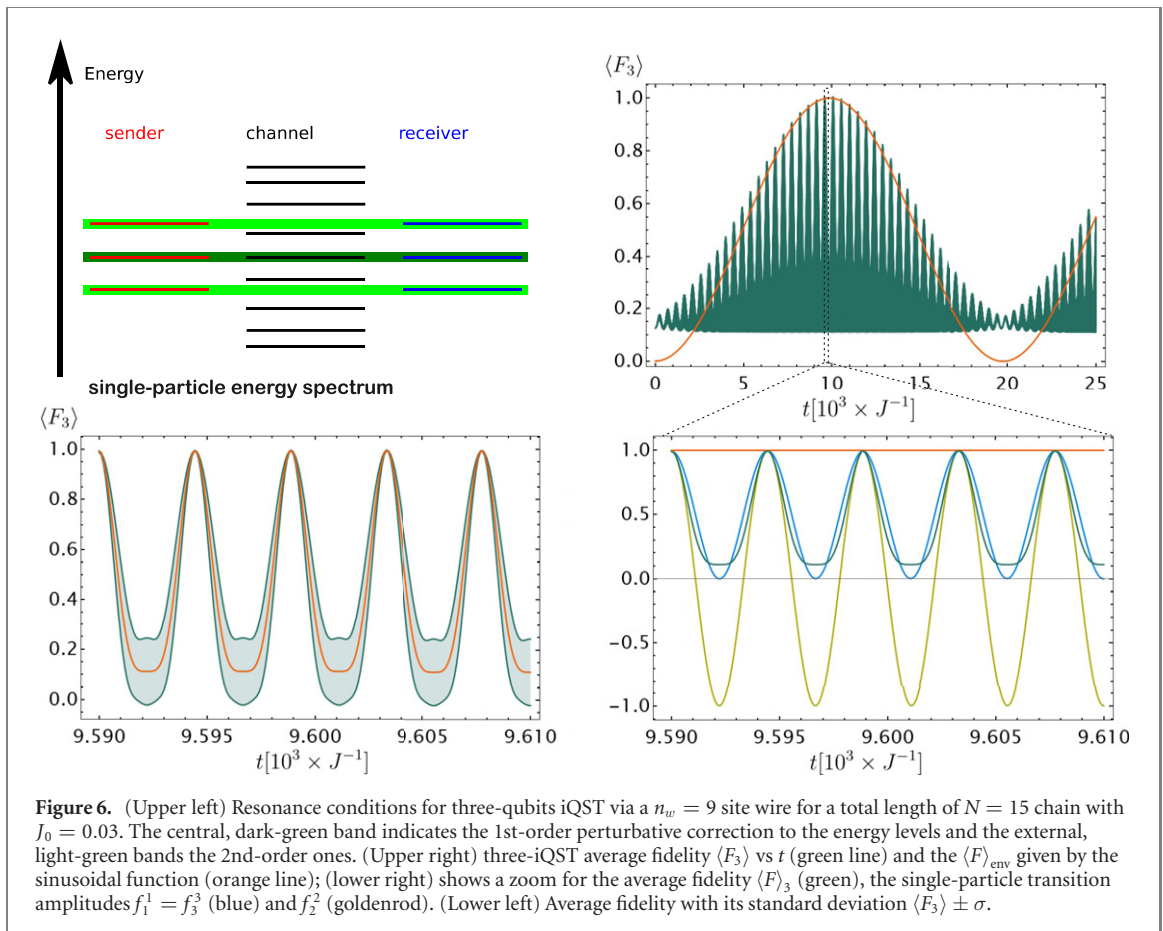 Energy
sender channel receiver
single-particle energy spectrum
⟨F₃⟩
1.0
0.8
0.6
0.4
0.2
0.0
0 5 10 15 20 25
t[10³ × J⁻¹]
⟨F₃⟩
1.0
0.8
0.6
0.4
0.2
0.0
9.590 9.595 9.600 9.605 9.610
t[10³ × J⁻¹]
1.0
0.5
0.0
−0.5
−1.0
9.590 9.595 9.600 9.605 9.610
t[10³ × J⁻¹]
Figure 6. (Upper left) Resonance conditions for three-qubits iQST via a n_w = 9 site wire for a total length of N = 15 chain with
J₀ = 0.03. The central, dark-green band indicates the 1st-order perturbative correction to the energy levels and the external,
light-green bands the 2nd-order ones. (Upper right) three-iQST average fidelity ⟨F₃⟩ vs t (green line) and the ⟨F⟩_env given by the
sinusoidal function (orange line); (lower right) shows a zoom for the average fidelity ⟨F⟩₃ (green), the single-particle transition
amplitudes f₁¹ = f₃³ (blue) and f₂² (goldenrod). (Lower left) Average fidelity with its standard deviation ⟨F₃⟩ ± σ.